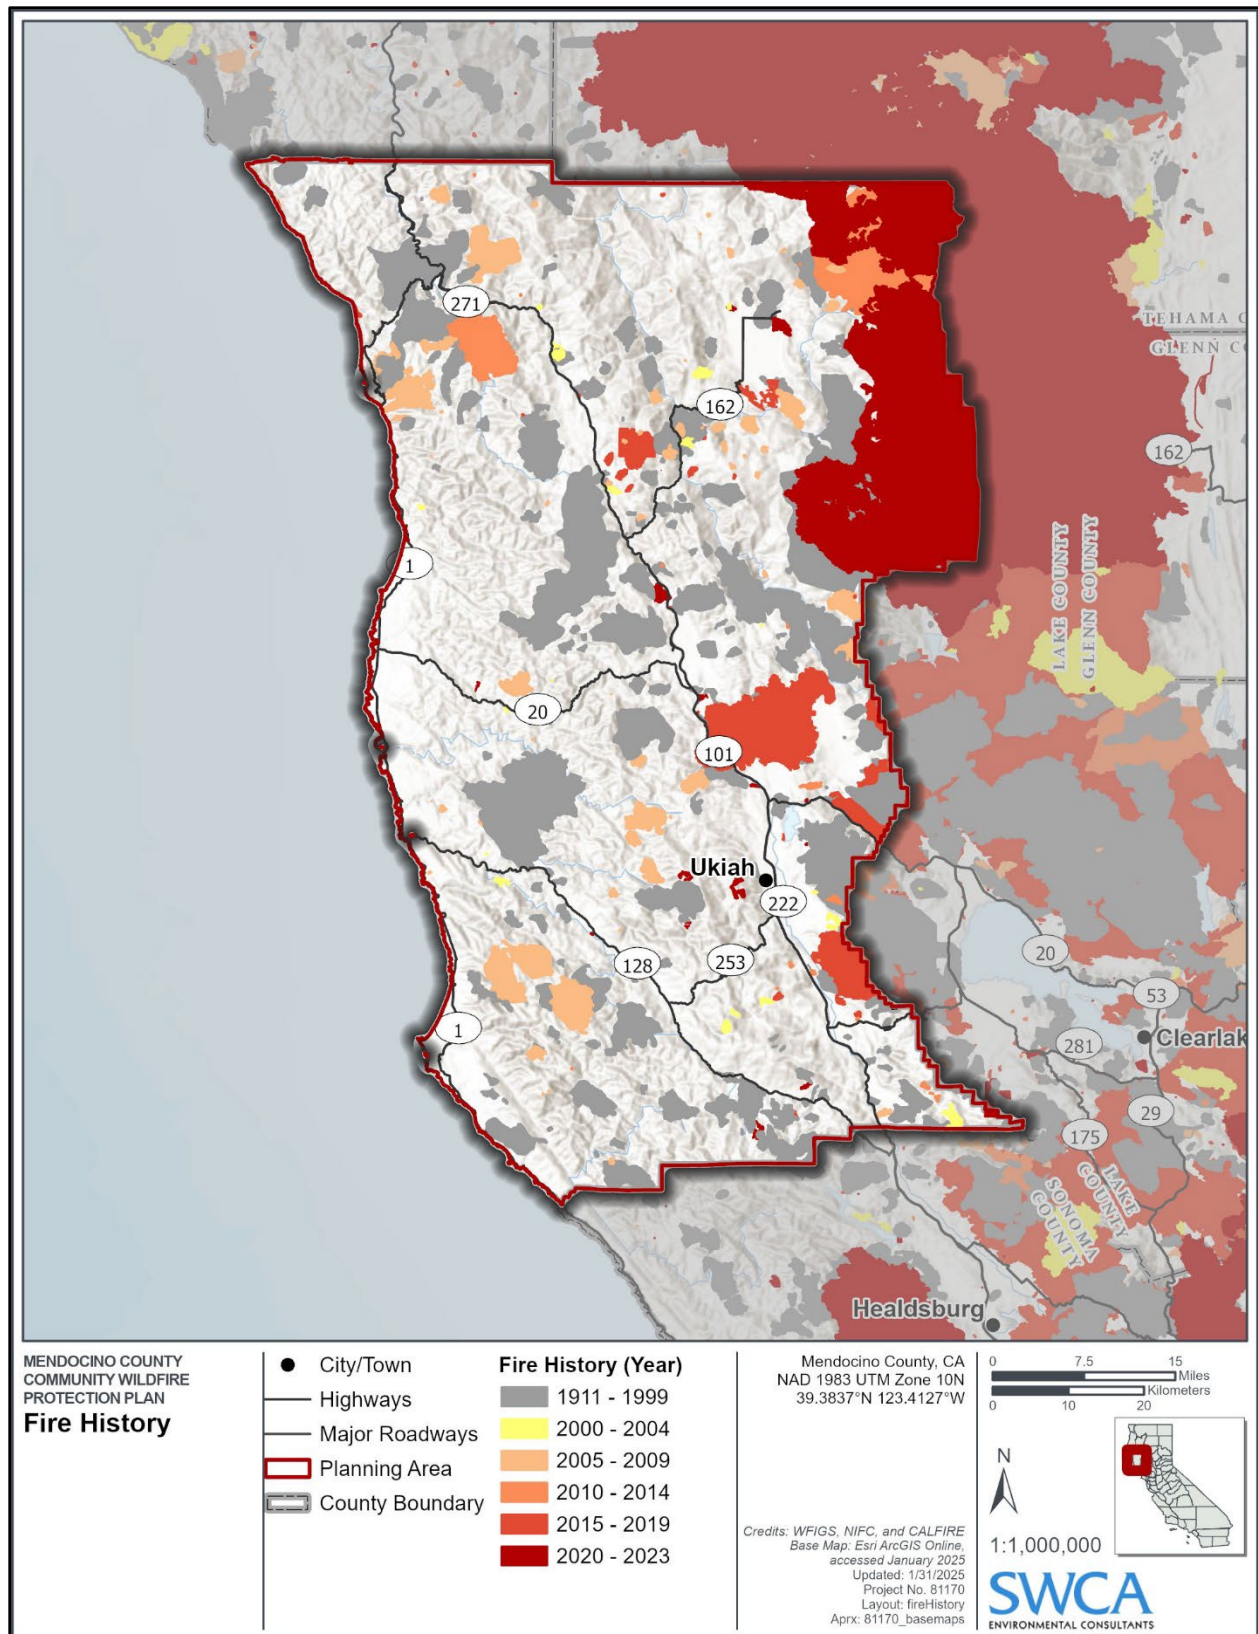 271
162
TEHAMA C
GLENN C
162
1
LAKE COUNTY
GLENN COUNTY
20
101
Ukiah
222
128
253
20
53
1
281
Clearlak
29
175
LAKE
COUNTY
SONOMA
COUNTY
Healdsburg
MENDOCINO COUNTY
COMMUNITY WILDFIRE
PROTECTION PLAN
Fire History
City/Town
Highways
Major Roadways
Planning Area
County Boundary
Fire History (Year)
1911 - 1999
2000 - 2004
2005 - 2009
2010 - 2014
2015 - 2019
2020 - 2023
Mendocino County, CA
NAD 1983 UTM Zone 10N
39.3837°N 123.4127°W
Credits: WFIGS, NIFC, and CALFIRE
Base Map: Esri ArcGIS Online,
accessed January 2025
Updated: 1/31/2025
Project No. 81170
Layout: fireHistory
Aprx: 81170_basemaps
0 7.5 15
Miles
Kilometers
0 10 20
N
1:1,000,000
SWCA
ENVIRONMENTAL CONSULTANTS